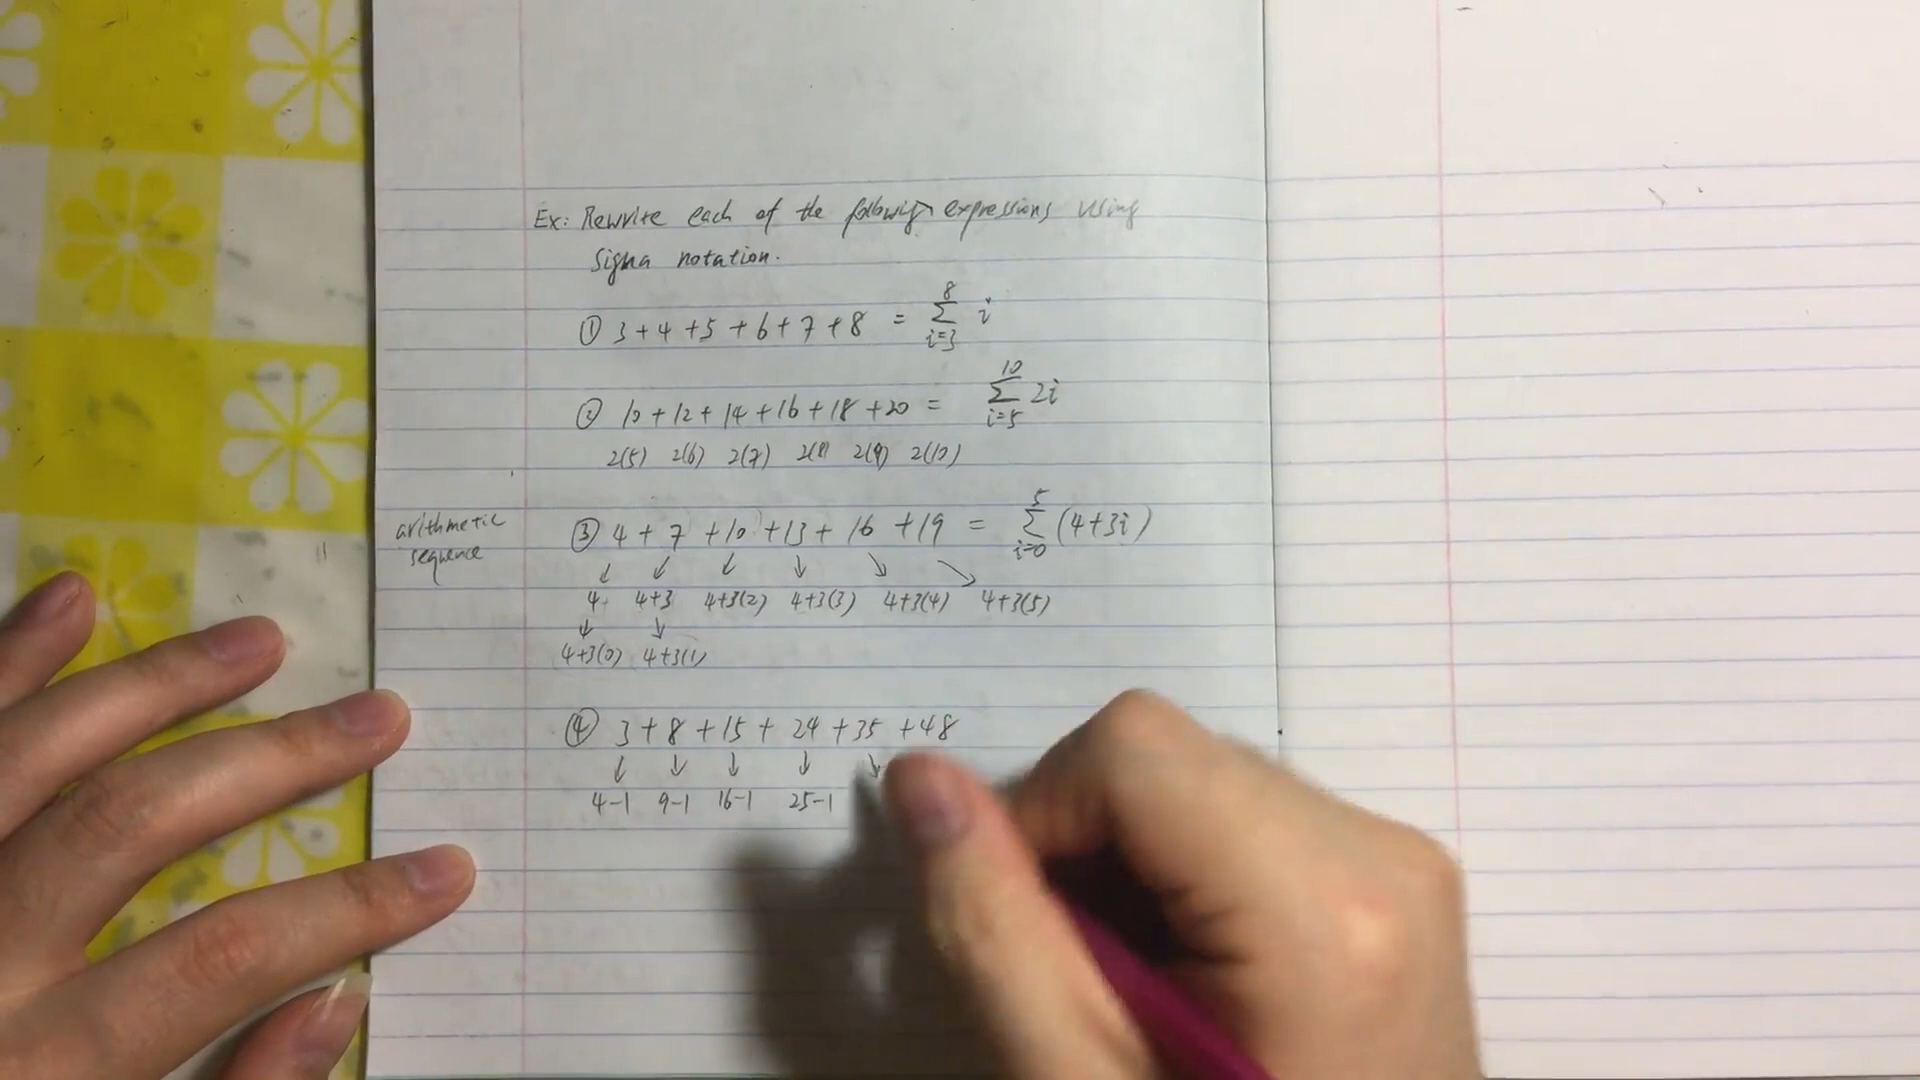 Ex: Rewrite each of the following expressions using
Sigma notation.
① 3 + 4 + 5 + 6 + 7 + 8 = 8 Σ i=3 i
② 10 + 12 + 14 + 16 + 18 + 20 = 10 Σ i=5 2i
2(5) 2(6) 2(7) 2(8) 2(9) 2(10)
arithmetic
sequence
③ 4 + 7 + 10 + 13 + 16 + 19 = 5 Σ i=0 (4+3i)
↙ ↙ ↙ ↓ ↘ ↘
4 4+3 4+3(2) 4+3(3) 4+3(4) 4+3(5)
↓ ↓
4+3(0) 4+3(1)
④ 3 + 8 + 15 + 24 + 35 + 48
↓ ↓ ↓ ↓ ↘
4-1 9-1 16-1 25-1